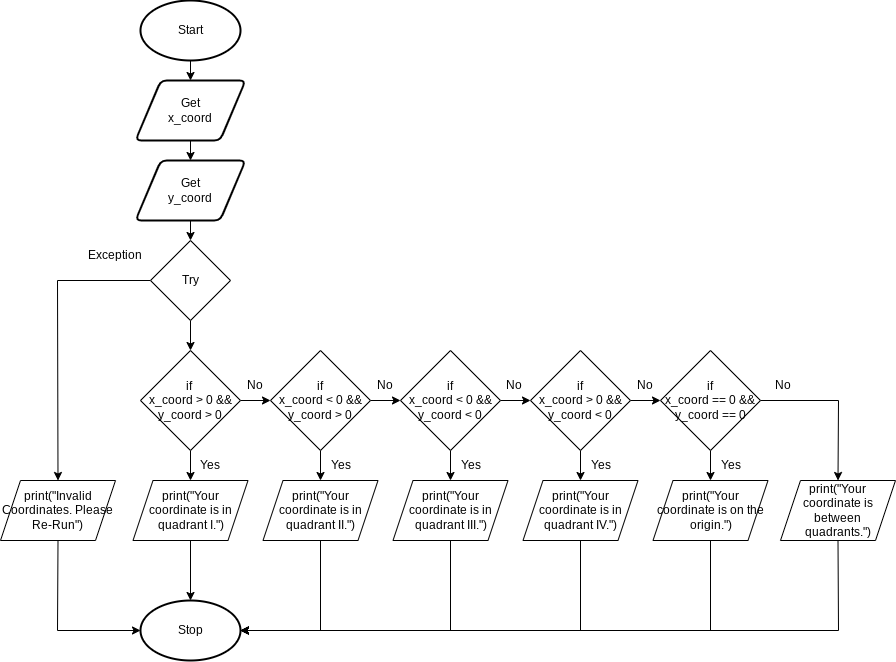 Start
Get
x_coord
Get
y_coord
Exception
Try
if
x_coord > 0 &&
y_coord > 0
No
if
x_coord < 0 &&
y_coord > 0
No
if
x_coord < 0 &&
y_coord < 0
No
if
x_coord > 0 &&
y_coord < 0
No
if
x_coord == 0 &&
y_coord == 0
No
Yes
Yes
Yes
Yes
Yes
print("Invalid
Coordinates. Please
Re-Run")
print("Your
coordinate is in
quadrant I.")
print("Your
coordinate is in
quadrant II.")
print("Your
coordinate is in
quadrant III.")
print("Your
coordinate is in
quadrant IV.")
print("Your
coordinate is on the
origin.")
print("Your
coordinate is
between
quadrants.")
Stop